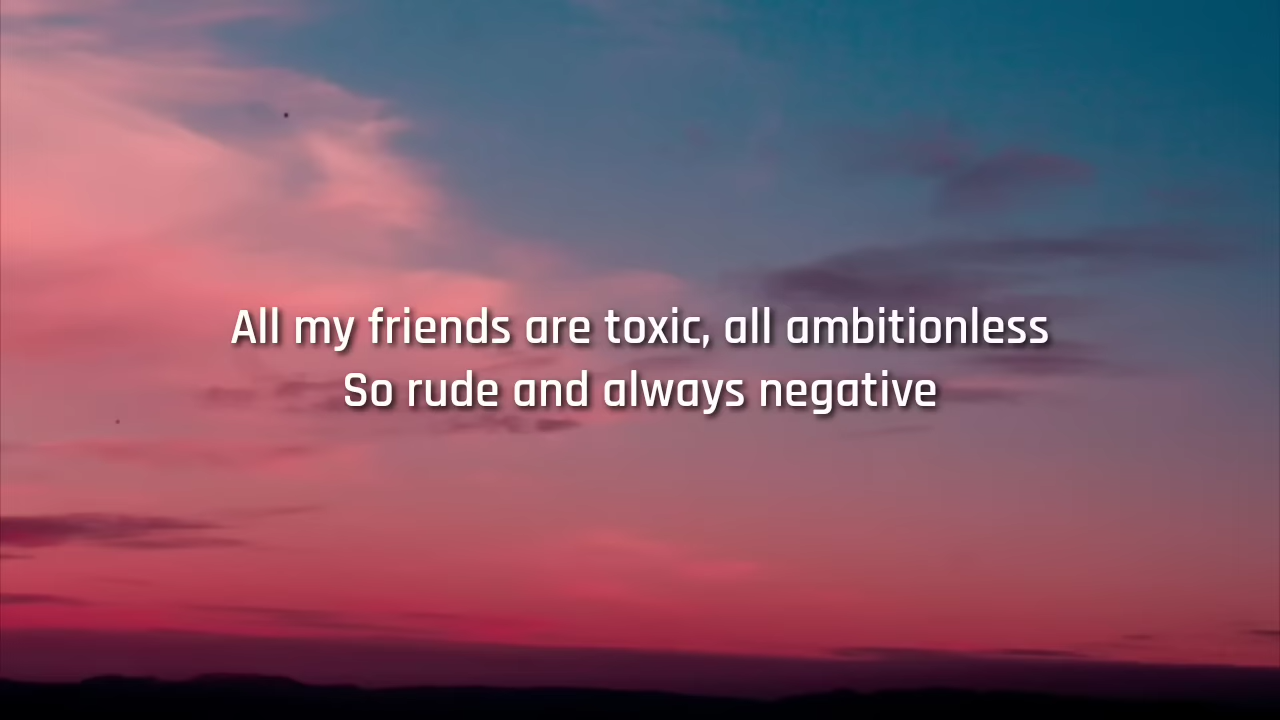 All my friends are toxic, all ambitionless
So rude and always negative